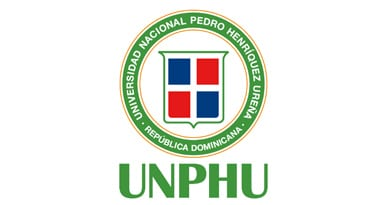 UNIVERSIDAD NACIONAL PEDRO HENRÍQUEZ UREÑA
· REPÚBLICA DOMINICANA ·
UNPHU